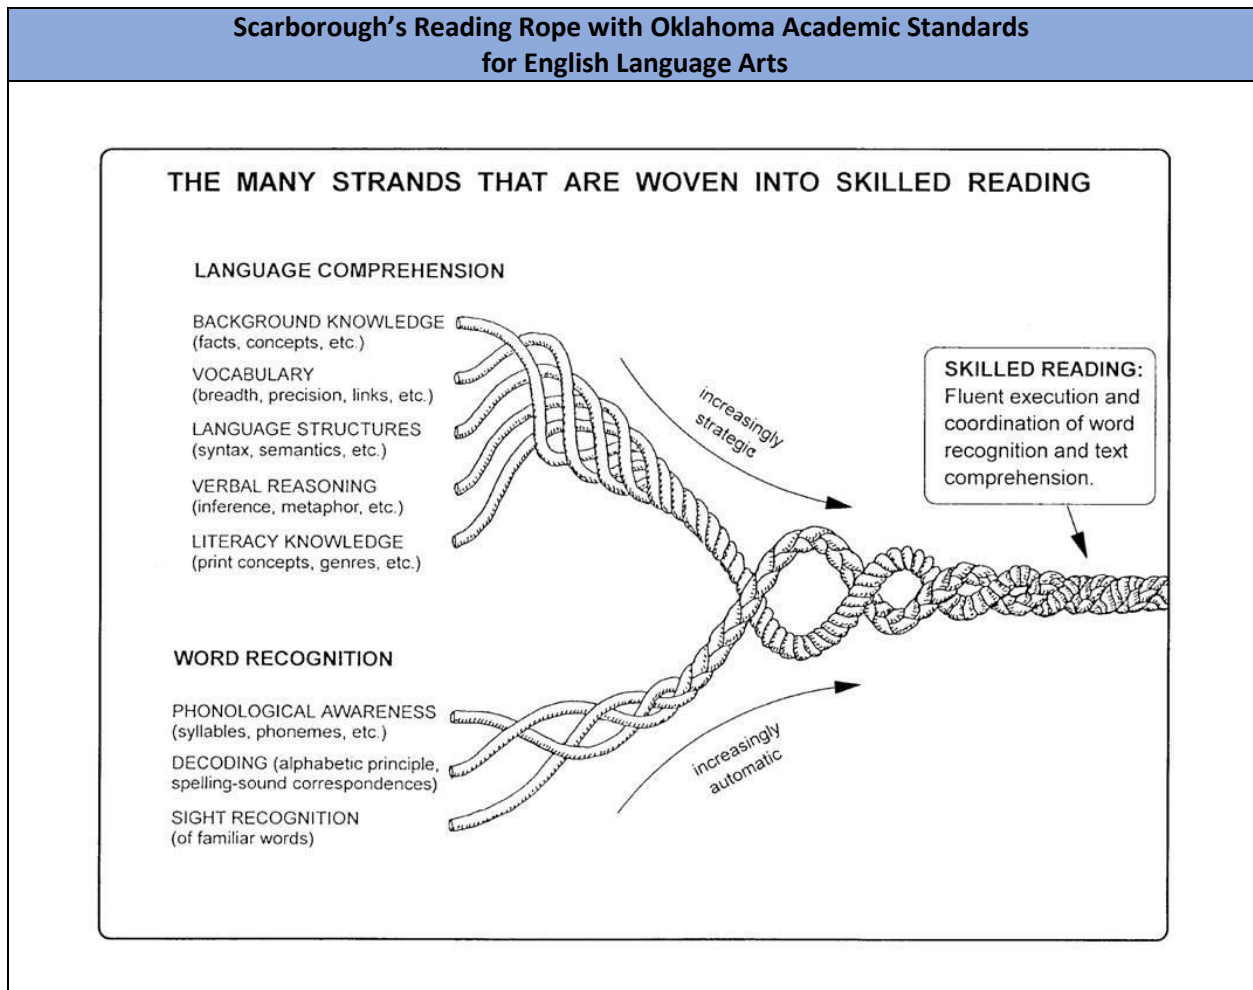 Scarborough's Reading Rope with Oklahoma Academic Standards
for English Language Arts
THE MANY STRANDS THAT ARE WOVEN INTO SKILLED READING
LANGUAGE COMPREHENSION
BACKGROUND KNOWLEDGE
(facts, concepts, etc.)
VOCABULARY
(breadth, precision, links, etc.)
LANGUAGE STRUCTURES
(syntax, semantics, etc.)
VERBAL REASONING
(inference, metaphor, etc.)
LITERACY KNOWLEDGE
(print concepts, genres, etc.)
increasingly
strategic
SKILLED READING:
Fluent execution and
coordination of word
recognition and text
comprehension.
WORD RECOGNITION
PHONOLOGICAL AWARENESS
(syllables, phonemes, etc.)
DECODING (alphabetic principle,
spelling-sound correspondences)
SIGHT RECOGNITION
(of familiar words)
increasingly
automatic